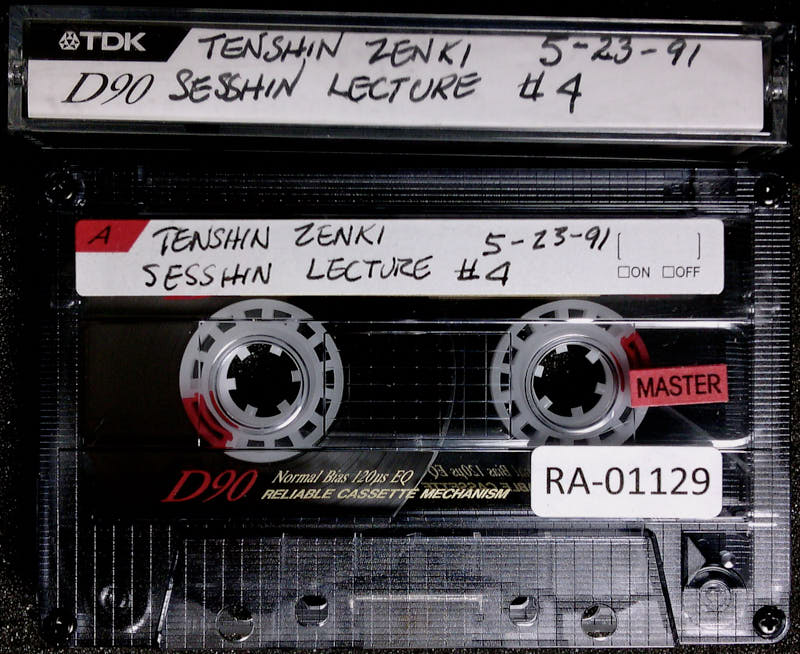 TDK TENSHIN ZENKI 5-23-91
D90 SESSHIN LECTURE #4
A TENSHIN ZENKI 5-23-91 [ ]
SESSHIN LECTURE #4 ☐ON ☐OFF
MASTER
D90 Normal Bias 120µs EQ
RELIABLE CASSETTE MECHANISM
RA-01129